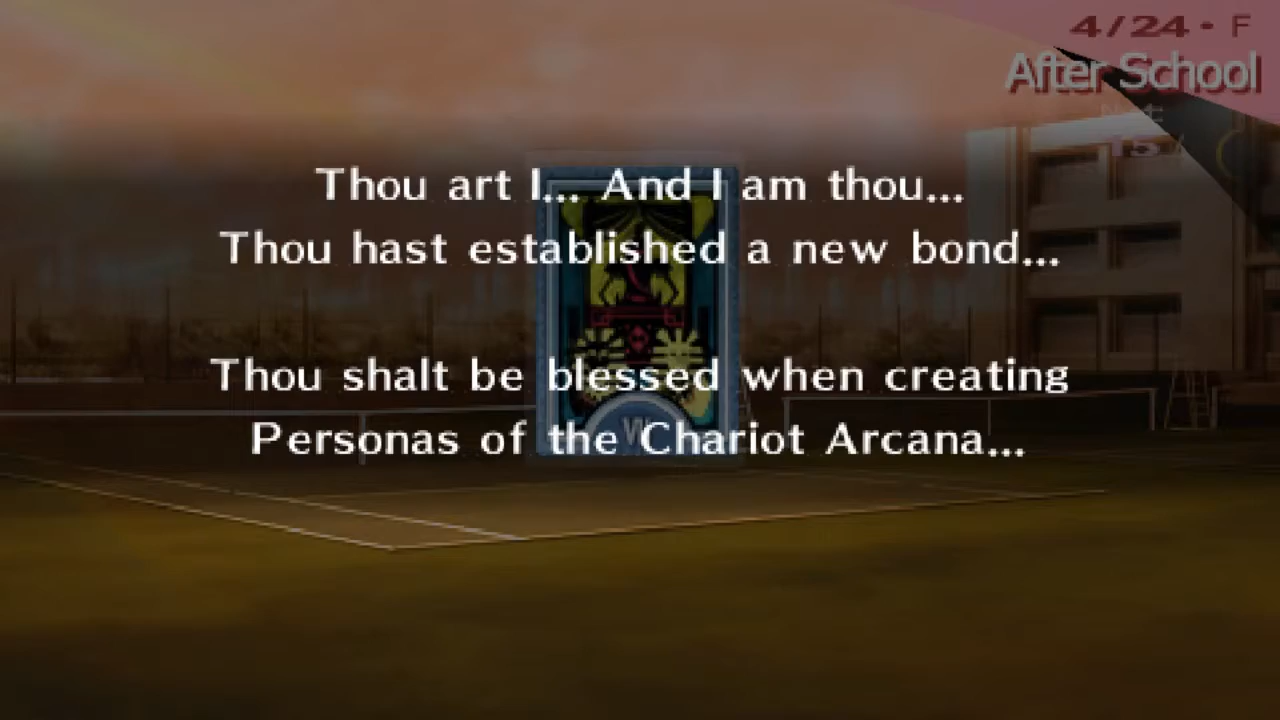 4/24 • F
After School
Thou art I... And I am thou...
Thou hast established a new bond...
Thou shalt be blessed when creating
Personas of the Chariot Arcana...